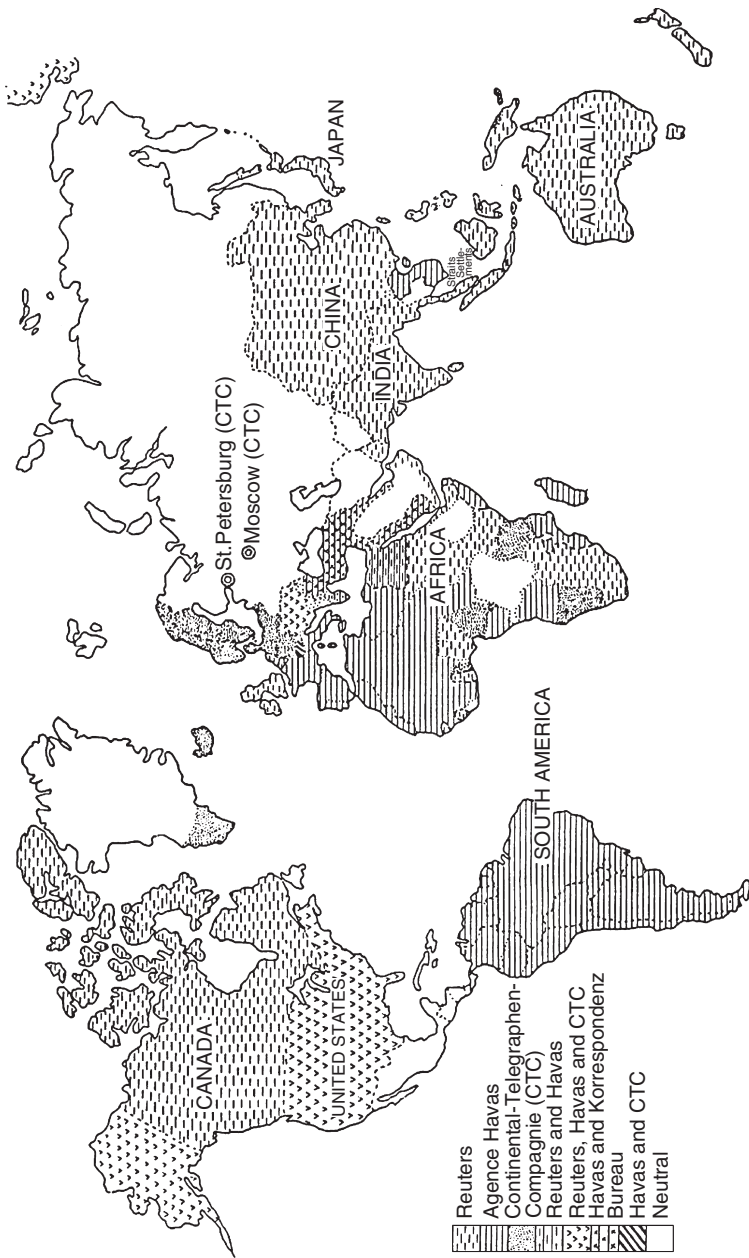 CANADA
UNITED STATES
SOUTH AMERICA
AFRICA
St.Petersburg (CTC)
Moscow (CTC)
INDIA
CHINA
JAPAN
Straits
Settle-
ments
AUSTRALIA
Reuters
Agence Havas
Continental-Telegraphen-
Compagnie (CTC)
Reuters and Havas
Reuters, Havas and CTC
Havas and Korrespondenz
Bureau
Havas and CTC
Neutral